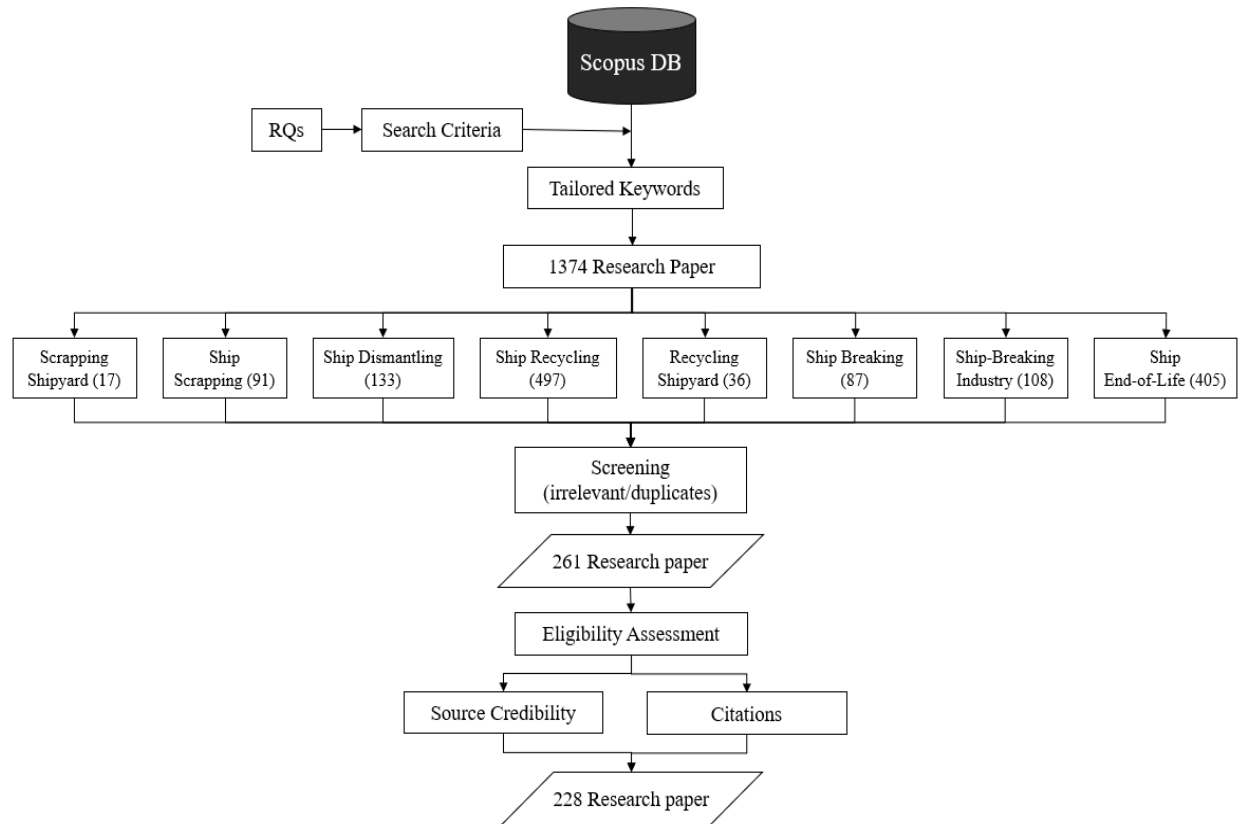 Scopus DB
RQs
Search Criteria
Tailored Keywords
1374 Research Paper
Scrapping
Shipyard (17)
Ship
Scrapping (91)
Ship Dismantling
(133)
Ship Recycling
(497)
Recycling
Shipyard (36)
Ship Breaking
(87)
Ship-Breaking
Industry (108)
Ship
End-of-Life (405)
Screening
(irrelevant/duplicates)
261 Research paper
Eligibility Assessment
Source Credibility
Citations
228 Research paper